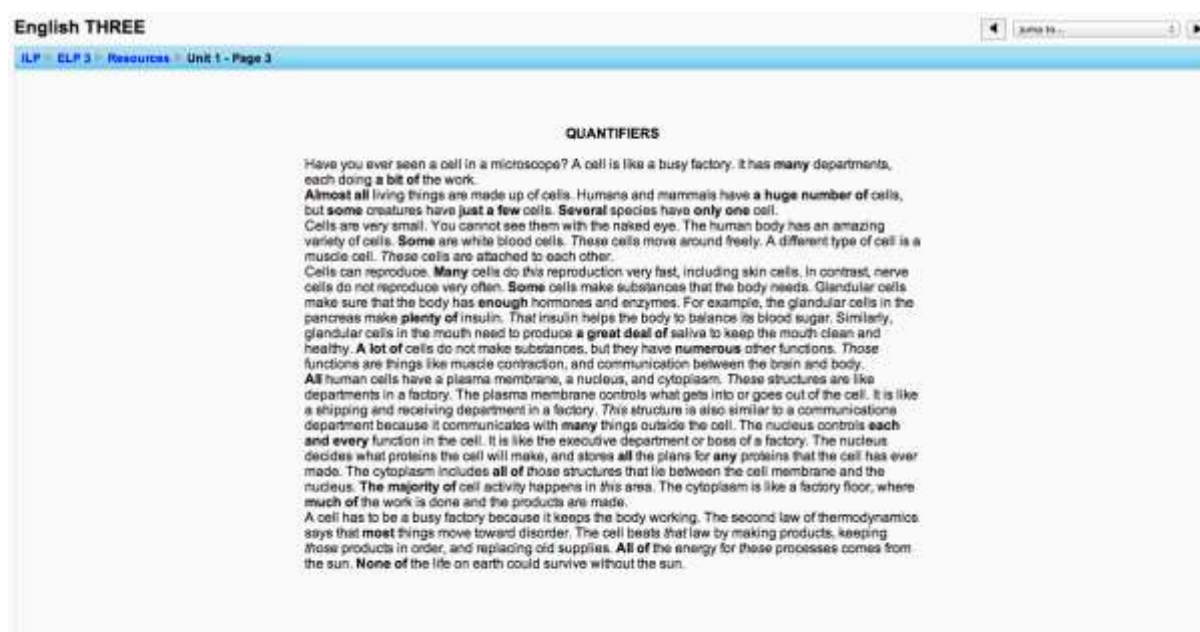 English THREE
Jump to...
ILP ELP 3 Resources Unit 1 - Page 3
QUANTIFIERS
Have you ever seen a cell in a microscope? A cell is like a busy factory. It has many departments,
each doing a bit of the work.
Almost all living things are made up of cells. Humans and mammals have a huge number of cells,
but some creatures have just a few cells. Several species have only one cell.
Cells are very small. You cannot see them with the naked eye. The human body has an amazing
variety of cells. Some are white blood cells. These cells move around freely. A different type of cell is a
muscle cell. These cells are attached to each other.
Cells can reproduce. Many cells do this reproduction very fast, including skin cells. In contrast, nerve
cells do not reproduce very often. Some cells make substances that the body needs. Glandular cells
make sure that the body has enough hormones and enzymes. For example, the glandular cells in the
pancreas make plenty of insulin. That insulin helps the body to balance its blood sugar. Similarly,
glandular cells in the mouth need to produce a great deal of saliva to keep the mouth clean and
healthy. A lot of cells do not make substances, but they have numerous other functions. Those
functions are things like muscle contraction, and communication between the brain and body.
All human cells have a plasma membrane, a nucleus, and cytoplasm. These structures are like
departments in a factory. The plasma membrane controls what gets into or goes out of the cell. It is like
a shipping and receiving department in a factory. This structure is also similar to a communications
department because it communicates with many things outside the cell. The nucleus controls each
and every function in the cell. It is like the executive department or boss of a factory. The nucleus
decides what proteins the cell will make, and stores all the plans for any proteins that the cell has ever
made. The cytoplasm includes all of those structures that lie between the cell membrane and the
nucleus. The majority of cell activity happens in this area. The cytoplasm is like a factory floor, where
much of the work is done and the products are made.
A cell has to be a busy factory because it keeps the body working. The second law of thermodynamics
says that most things move toward disorder. The cell beats that law by making products, keeping
those products in order, and replacing old supplies. All of the energy for these processes comes from
the sun. None of the life on earth could survive without the sun.